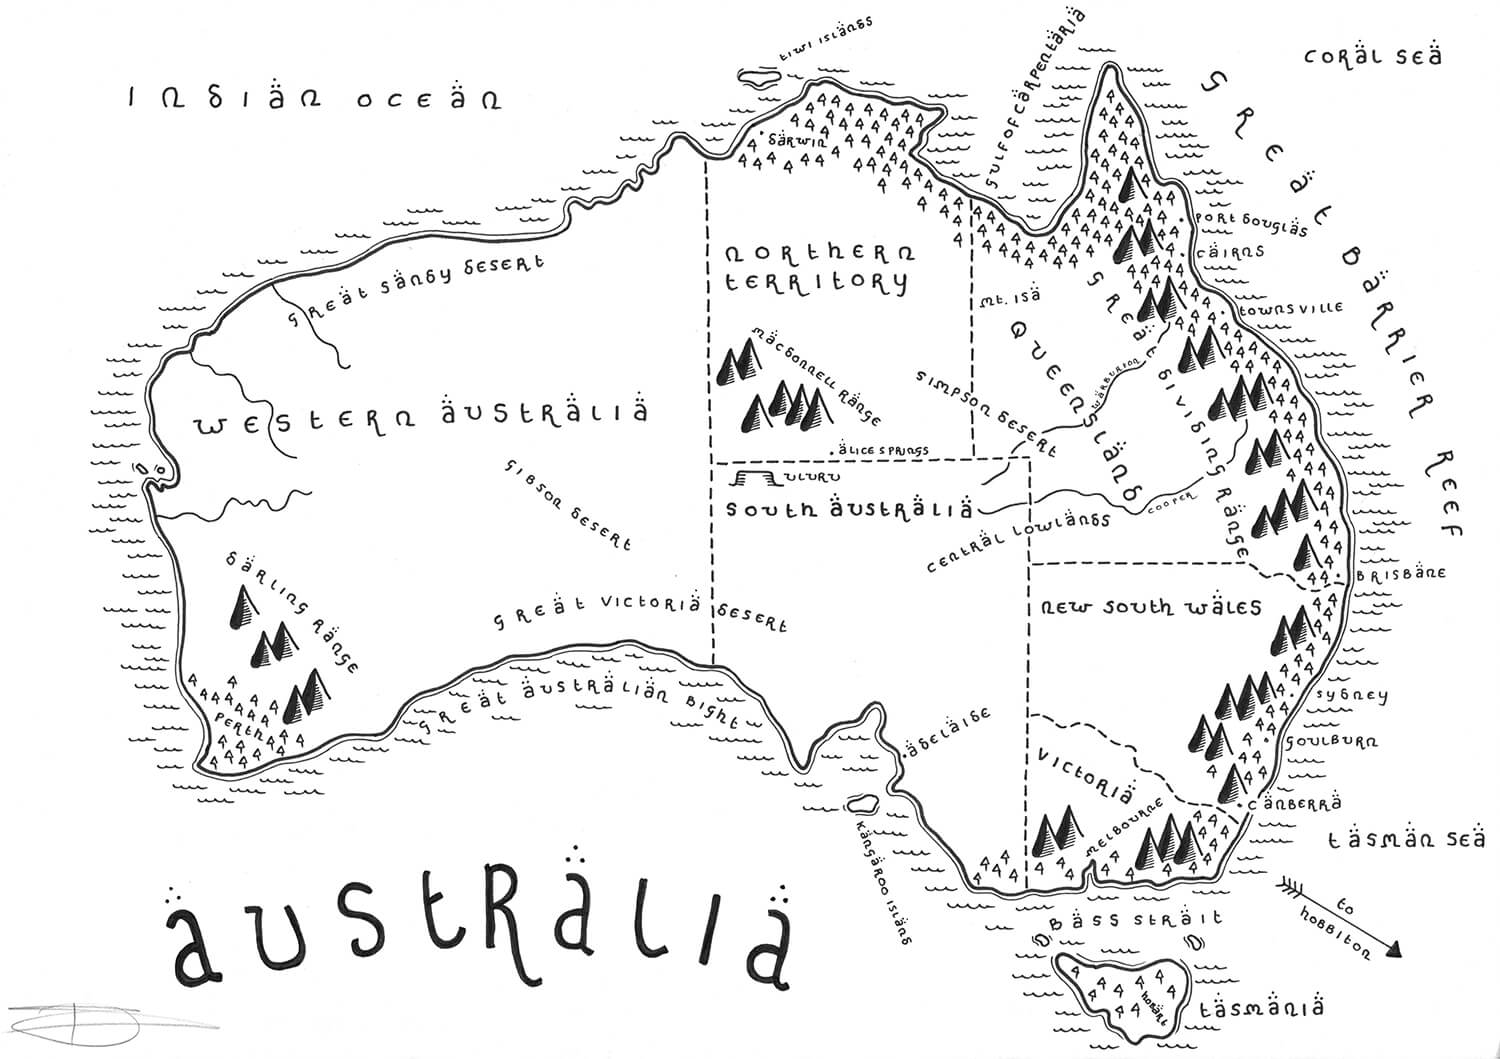 TIWI ISLÄNDS
GULF OF CÄRPENTÄRIÄ
CORÄL SEÄ
INDIÄN OCEÄN
GREÄT BÄRRIER REEF
DÄRWIN
PORT DOUGLÄS
CÄIRNS
NORTHERN
TERRITORY
GREÄT SÄNDY DESERT
MT. ISÄ
TOWNSVILLE
GREÄT DIVIDING RÄNGE
QUEENSLÄND
MÄCDONNELL RÄNGE
SIMPSON DESERT
WÄRBURTON
WESTERN ÄUSTRÄLIÄ
ÄLICE SPRINGS
GIBSON DESERT
ULURU
SOUTH ÄUSTRÄLIÄ
COOPER
CENTRÄL LOWLÄNDS
DÄRLING RÄNGE
BRISBÄNE
GREÄT VICTORIÄ DESERT
NEW SOUTH WÄLES
GREÄT ÄUSTRÄLIÄN BIGHT
SYDNEY
PERTH
ÄDELÄIDE
GOULBURN
VICTORIÄ
MELBOURNE
CÄNBERRÄ
KÄNGÄROO ISLÄND
TÄSMÄN SEÄ
TO
HOBBITON
BÄSS STRÄIT
ÄUSTRÄLIÄ
HOBÄRT
TÄSMÄNIÄ